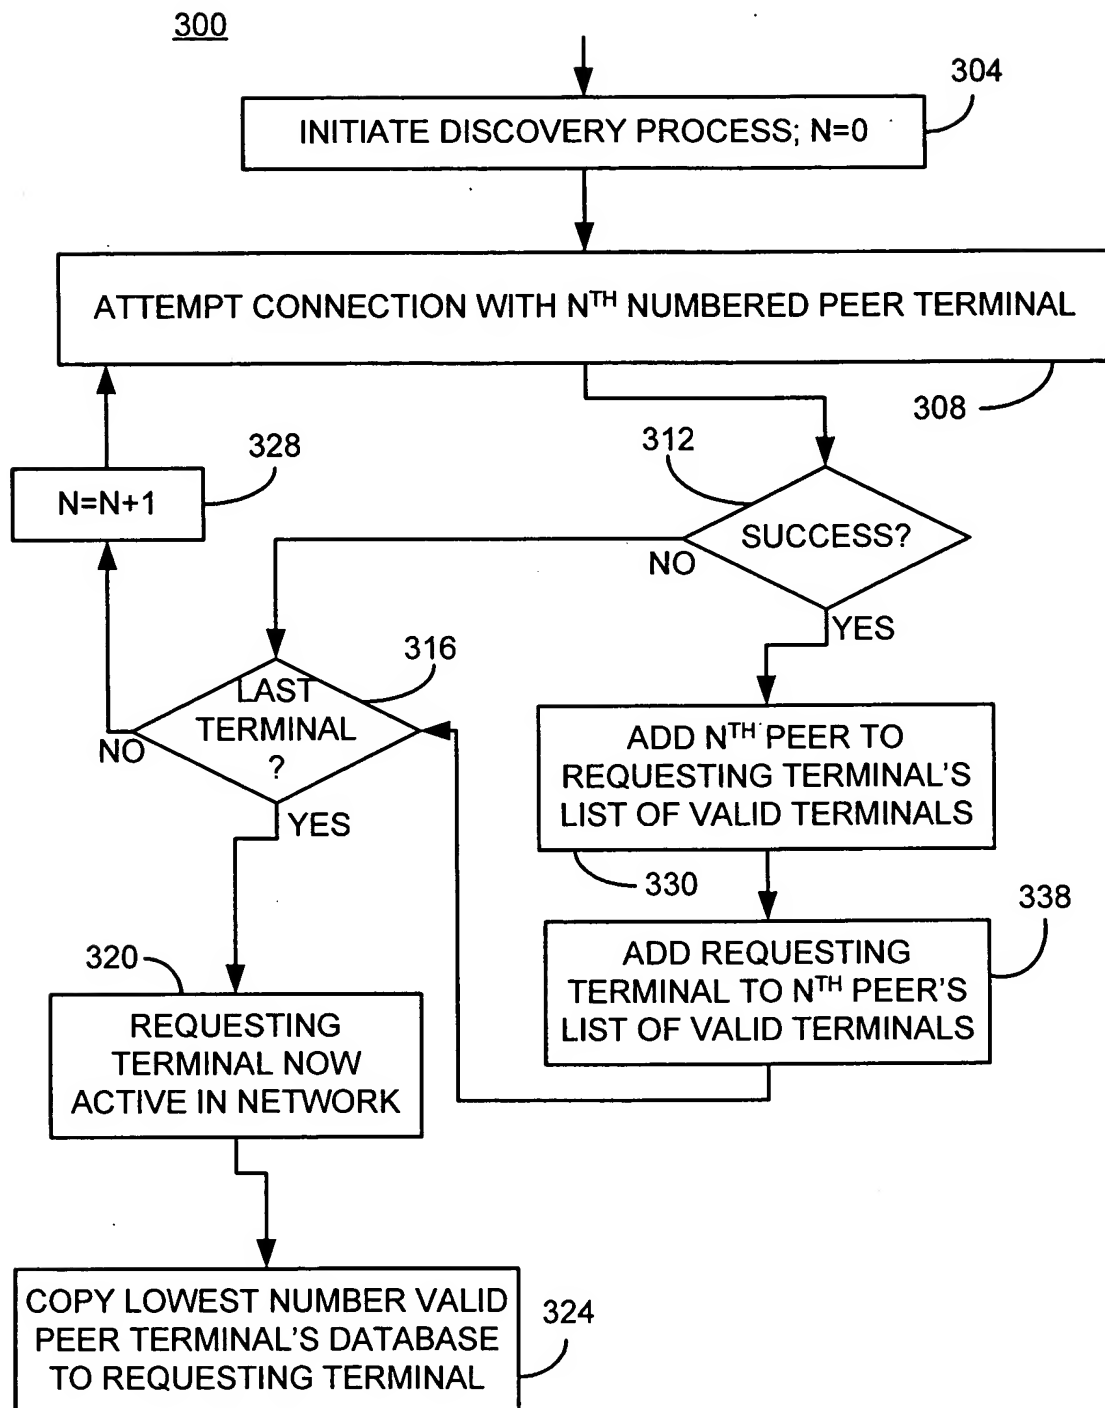 300
304
INITIATE DISCOVERY PROCESS; N=0
ATTEMPT CONNECTION WITH NTH NUMBERED PEER TERMINAL
308
312
328
N=N+1
SUCCESS?
NO
YES
316
LAST
TERMINAL
?
NO
YES
ADD NTH PEER TO
REQUESTING TERMINAL'S
LIST OF VALID TERMINALS
330
338
ADD REQUESTING
TERMINAL TO NTH PEER'S
LIST OF VALID TERMINALS
320
REQUESTING
TERMINAL NOW
ACTIVE IN NETWORK
COPY LOWEST NUMBER VALID
PEER TERMINAL'S DATABASE
TO REQUESTING TERMINAL
324